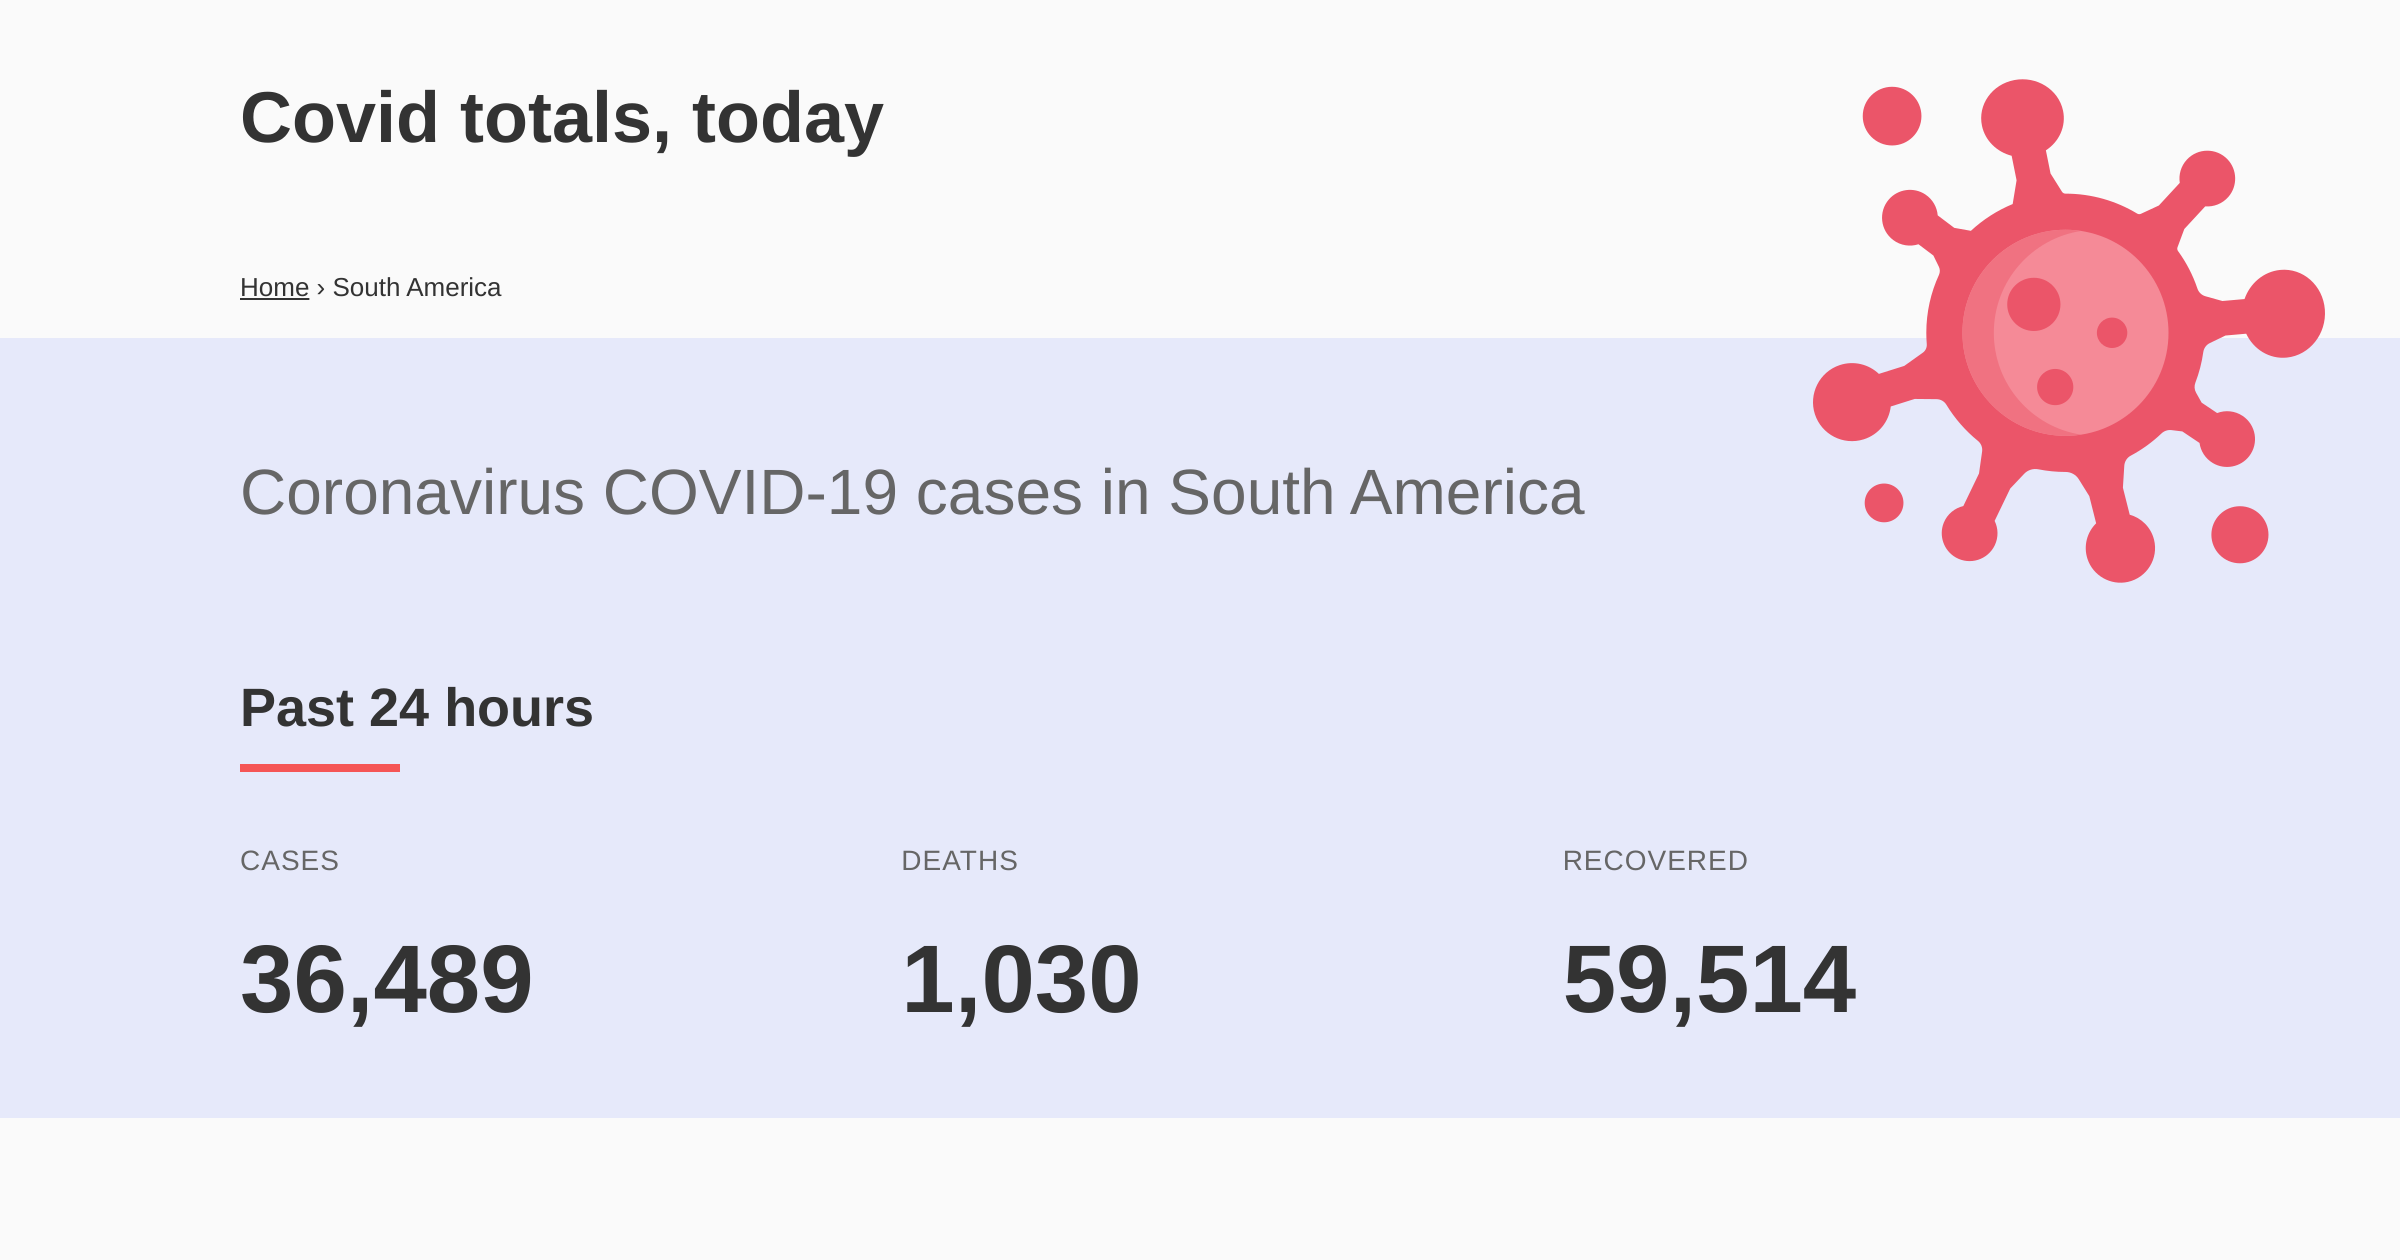 Covid totals, today
Home › South America
Coronavirus COVID-19 cases in South America
Past 24 hours
CASES DEATHS RECOVERED
36,489 1,030 59,514